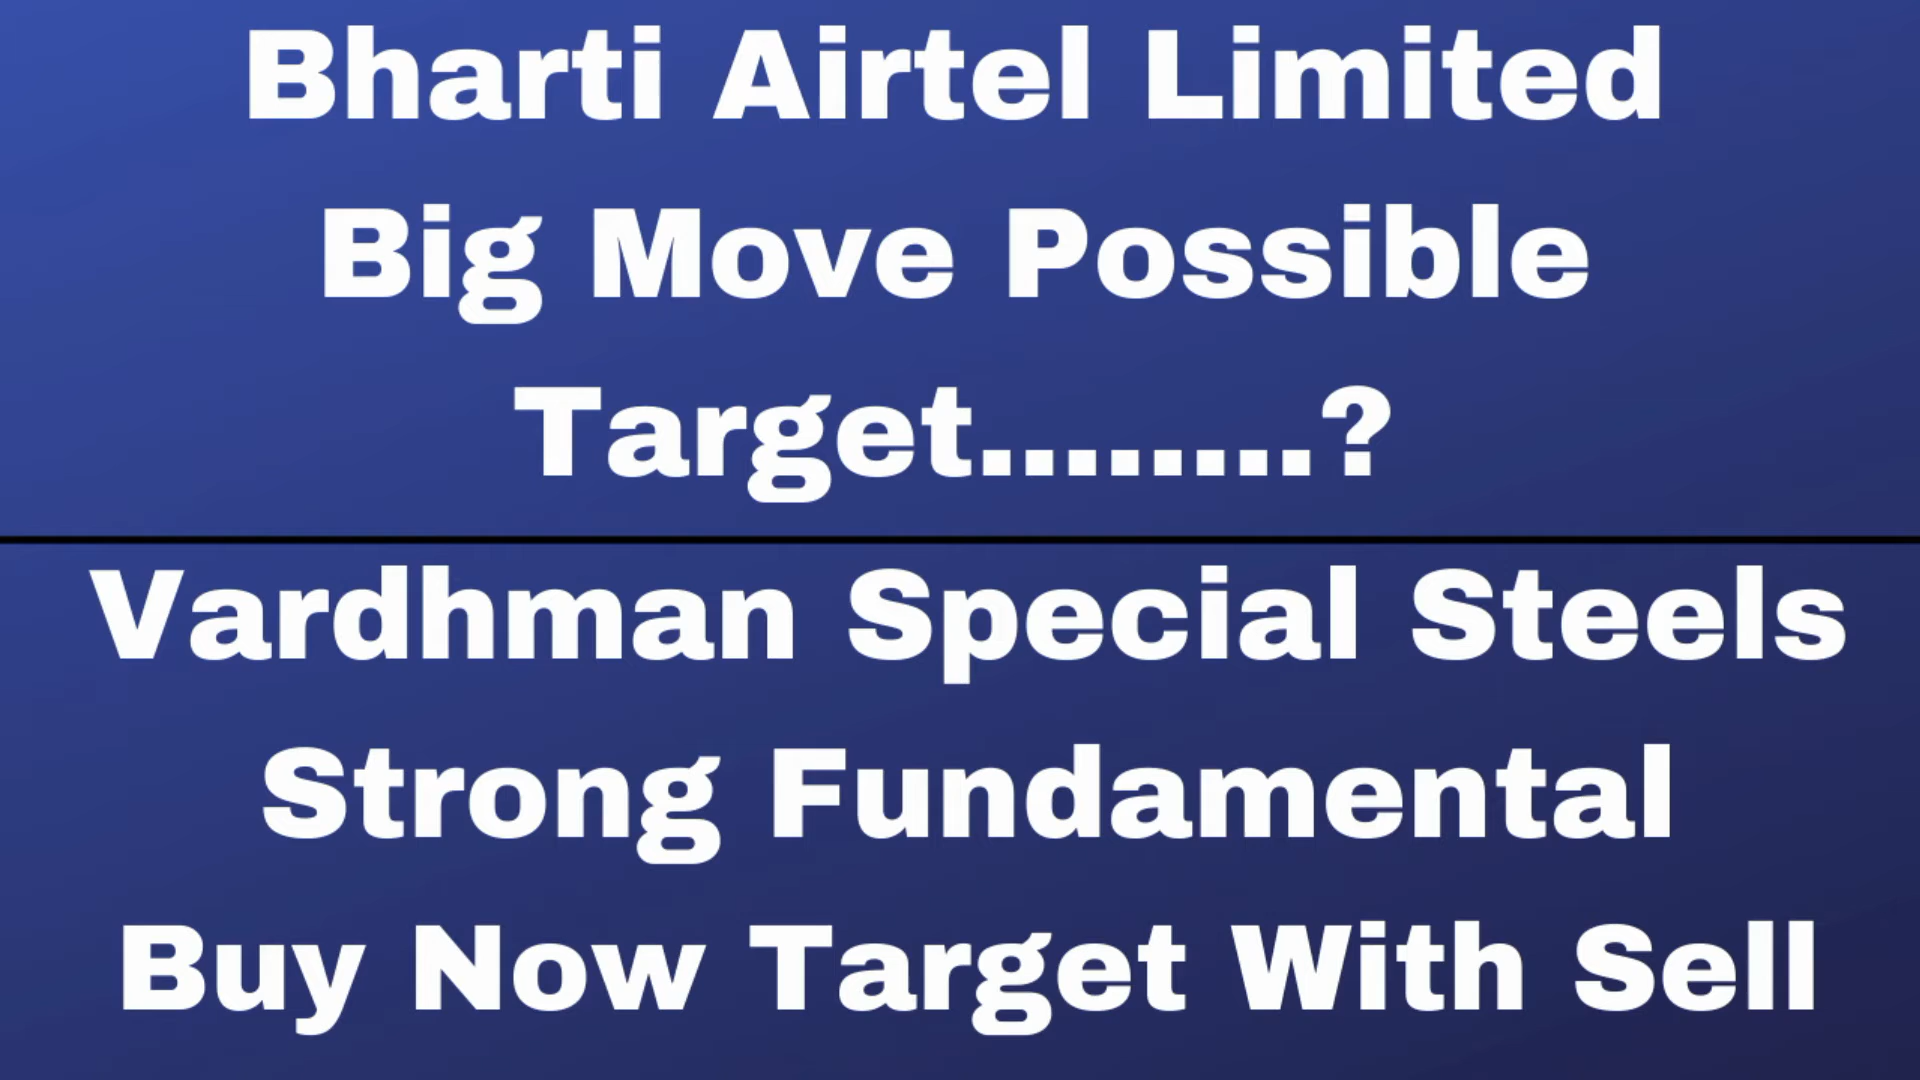 Bharti Airtel Limited
Big Move Possible
Target........?
Vardhman Special Steels
Strong Fundamental
Buy Now Target With Sell